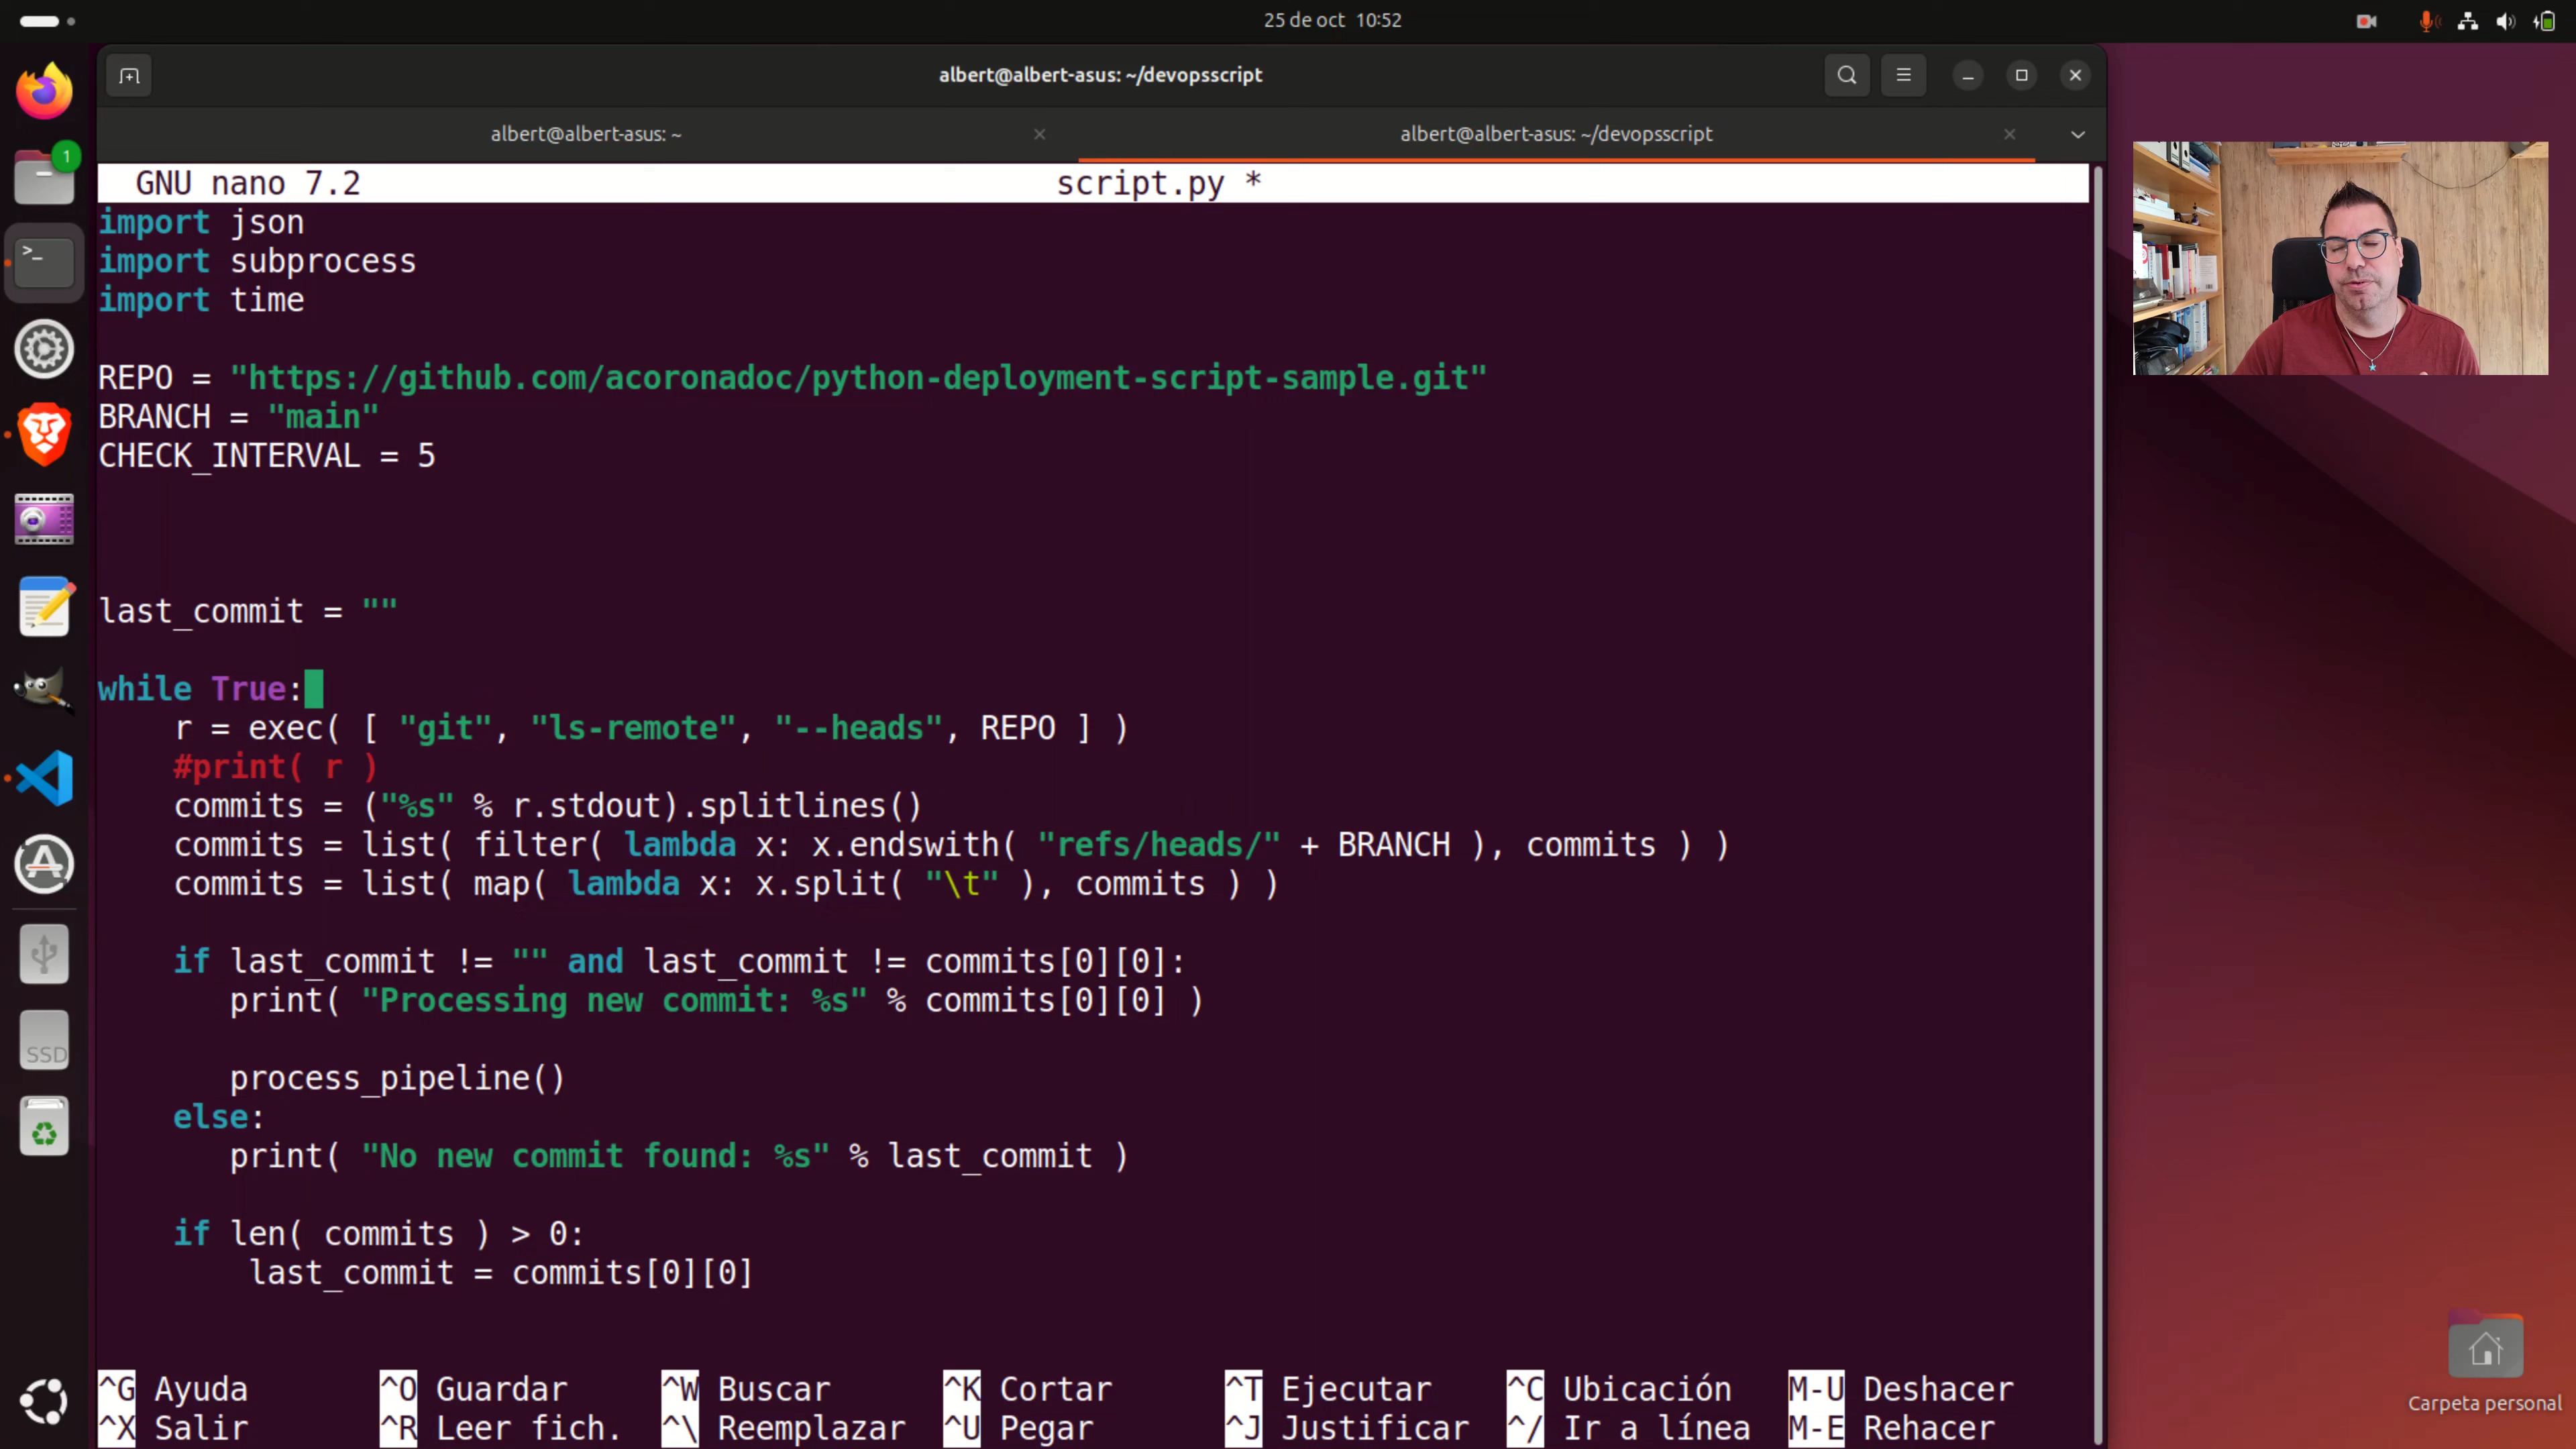 25 de oct 10:52
albert@albert-asus: ~/devopsscript
albert@albert-asus: ~
albert@albert-asus: ~/devopsscript
GNU nano 7.2 script.py *
import json
import subprocess
import time
REPO = "https://github.com/acoronadoc/python-deployment-script-sample.git"
BRANCH = "main"
CHECK_INTERVAL = 5
last_commit = ""
while True:
r = exec( [ "git", "ls-remote", "--heads", REPO ] )
#print( r )
commits = ("%s" % r.stdout).splitlines()
commits = list( filter( lambda x: x.endswith( "refs/heads/" + BRANCH ), commits ) )
commits = list( map( lambda x: x.split( "\t" ), commits ) )
if last_commit != "" and last_commit != commits[0][0]:
print( "Processing new commit: %s" % commits[0][0] )
process_pipeline()
else:
print( "No new commit found: %s" % last_commit )
if len( commits ) > 0:
last_commit = commits[0][0]
^G Ayuda ^O Guardar ^W Buscar ^K Cortar ^T Ejecutar ^C Ubicación M-U Deshacer
^X Salir ^R Leer fich. ^\ Reemplazar ^U Pegar ^J Justificar ^/ Ir a línea M-E Rehacer
1
SSD
Carpeta personal